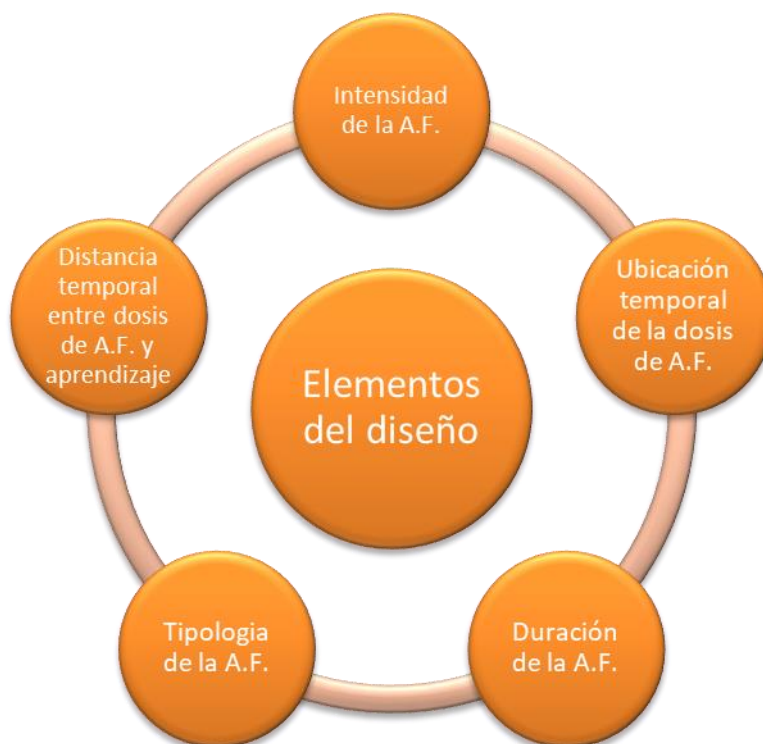 Intensidad
de la A.F.
Distancia
temporal
entre dosis
de A.F. y
aprendizaje
Ubicación
temporal
de la dosis
de A.F.
Elementos
del diseño
Tipologia
de la A.F.
Duración
de la A.F.